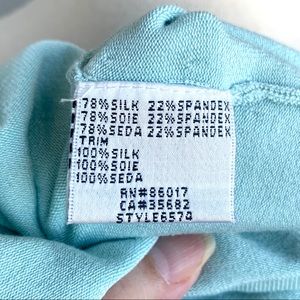 78%SILK 22%SPANDEX
78%SOIE 22%SPANDEX
78%SEDA 22%SPANDEX
TRIM
100%SILK
100%SOIE
100%SEDA
RN#86017
CA#35682
STYLE6574